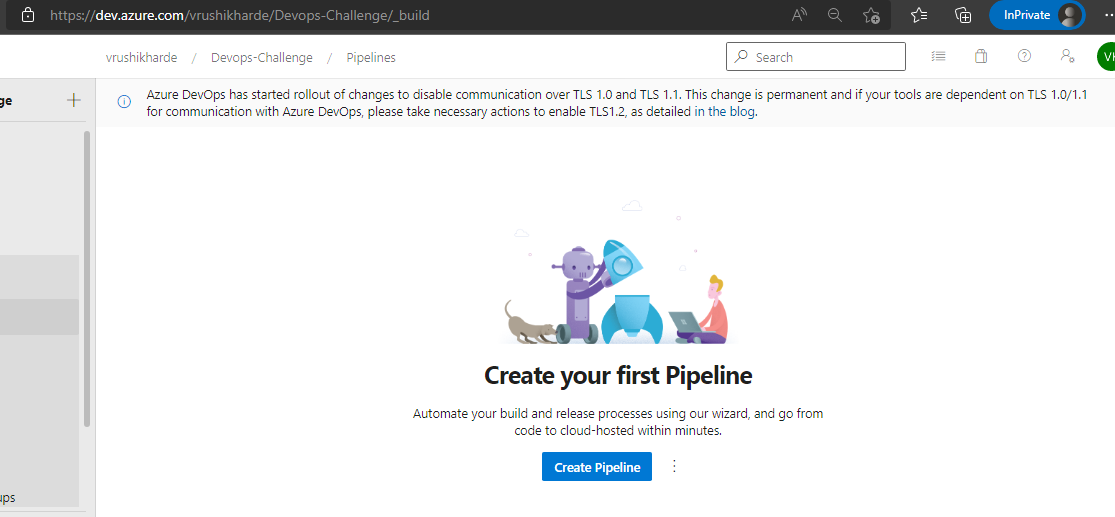 https://dev.azure.com/vrushikharde/Devops-Challenge/_build
InPrivate
vrushikharde / Devops-Challenge / Pipelines
Search
VK
ge
Azure DevOps has started rollout of changes to disable communication over TLS 1.0 and TLS 1.1. This change is permanent and if your tools are dependent on TLS 1.0/1.1
for communication with Azure DevOps, please take necessary actions to enable TLS1.2, as detailed in the blog.
Create your first Pipeline
Automate your build and release processes using our wizard, and go from
code to cloud-hosted within minutes.
Create Pipeline
ups